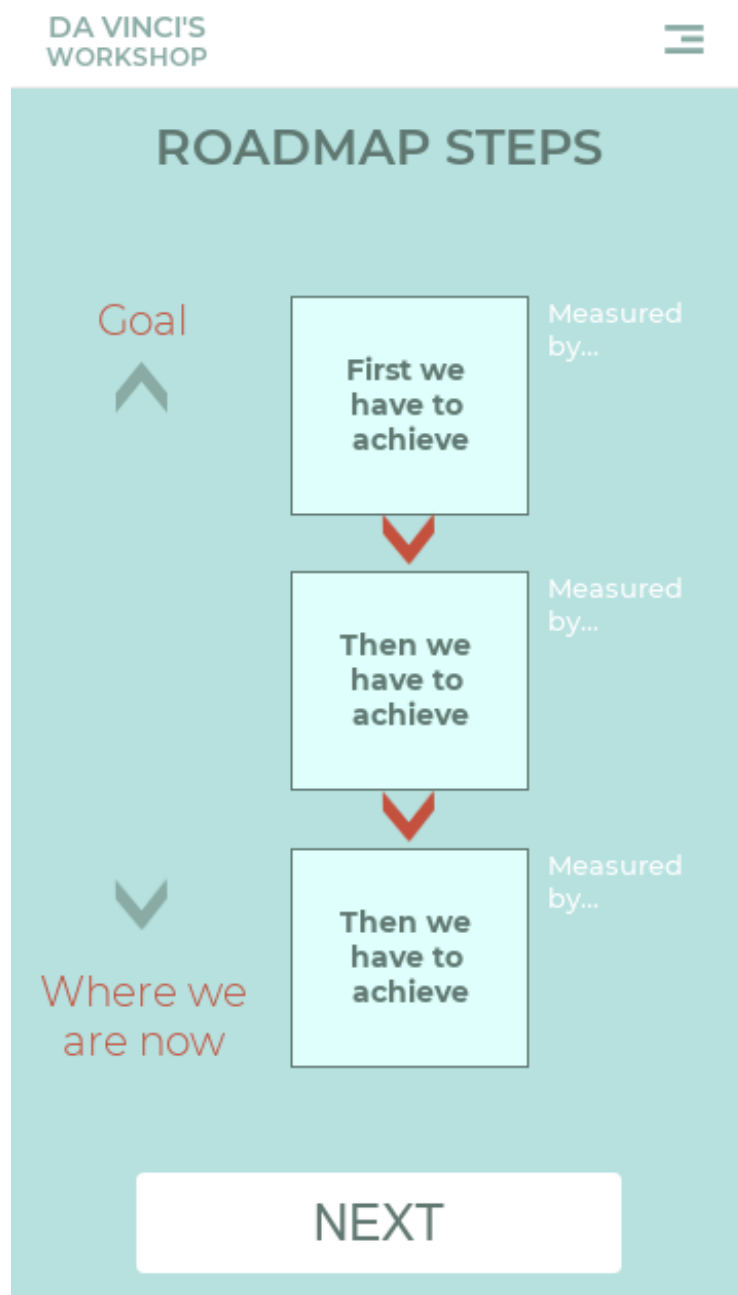 DA VINCI'S
WORKSHOP
ROADMAP STEPS
Goal
First we
have to
achieve
Measured
by...
Then we
have to
achieve
Measured
by...
Then we
have to
achieve
Measured
by...
Where we
are now
NEXT